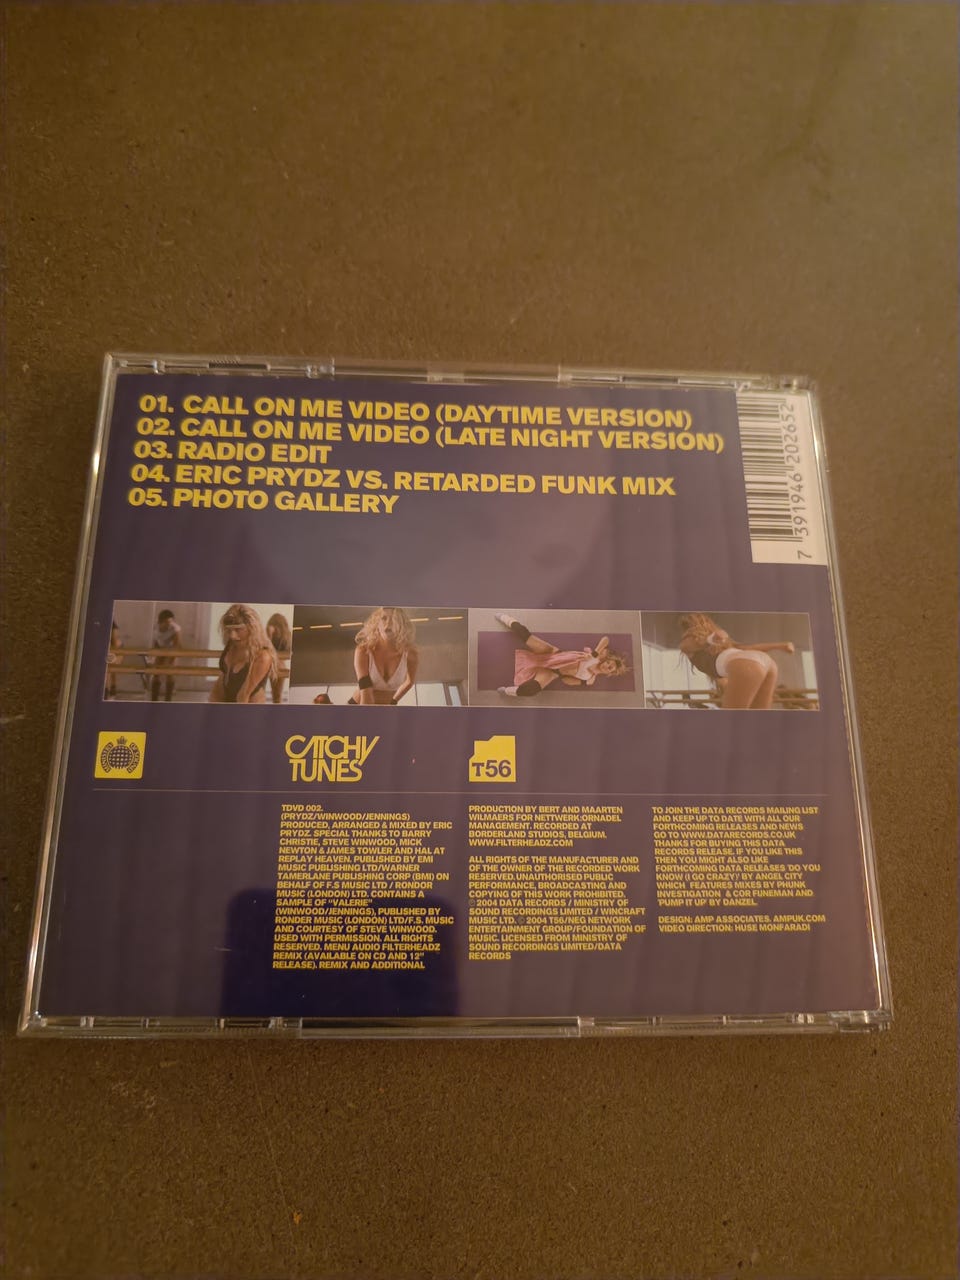 01. CALL ON ME VIDEO (DAYTIME VERSION)
02. CALL ON ME VIDEO (LATE NIGHT VERSION)
03. RADIO EDIT
04. ERIC PRYDZ VS. RETARDED FUNK MIX
05. PHOTO GALLERY
7 391946 202652
CATCHY
TUNES
T56
TDVD 002.
(PRYDZ/WINWOOD/JENNINGS)
PRODUCED, ARRANGED & MIXED BY ERIC
PRYDZ. SPECIAL THANKS TO BARRY
CHRISTIE, STEVE WINWOOD, MICK
NEWTON & JAMES TOWLER AND HAL AT
REPLAY HEAVEN. PUBLISHED BY EMI
MUSIC PUBLISHING LTD/WARNER
TAMERLANE PUBLISHING CORP (BMI) ON
BEHALF OF F.S MUSIC LTD / RONDOR
MUSIC (LONDON) LTD. CONTAINS A
SAMPLE OF "VALERIE"
(WINWOOD/JENNINGS), PUBLISHED BY
RONDER MUSIC (LONDON) LTD/F.S. MUSIC
AND COURTESY OF STEVE WINWOOD.
USED WITH PERMISSION. ALL RIGHTS
RESERVED. MENU AUDIO FILTERHEADZ
REMIX (AVAILABLE ON CD AND 12"
RELEASE). REMIX AND ADDITIONAL
PRODUCTION BY BERT AND MAARTEN
WILMAERS FOR NETTWERK:ORNADEL
MANAGEMENT. RECORDED AT
BORDERLAND STUDIOS, BELGIUM.
WWW.FILTERHEADZ.COM
ALL RIGHTS OF THE MANUFACTURER AND
OF THE OWNER OF THE RECORDED WORK
RESERVED. UNAUTHORISED PUBLIC
PERFORMANCE, BROADCASTING AND
COPYING OF THIS WORK PROHIBITED.
℗ 2004 DATA RECORDS / MINISTRY OF
SOUND RECORDINGS LIMITED / WINCRAFT
MUSIC LTD. © 2004 T56/NEG NETWORK
ENTERTAINMENT GROUP/FOUNDATION OF
MUSIC. LICENSED FROM MINISTRY OF
SOUND RECORDINGS LIMITED/DATA
RECORDS
TO JOIN THE DATA RECORDS MAILING LIST
AND KEEP UP TO DATE WITH ALL OUR
FORTHCOMING RELEASES AND NEWS
GO TO WWW.DATARECORDS.CO.UK
THANKS FOR BUYING THIS DATA
RECORDS RELEASE. IF YOU LIKE THIS
THEN YOU MIGHT ALSO LIKE
FORTHCOMING DATA RELEASES 'DO YOU
KNOW (I GO CRAZY)' BY ANGEL CITY
WHICH FEATURES MIXES BY PHUNK
INVESTIGATION & COR FIJNEMAN AND
'PUMP IT UP' BY DANZEL.
DESIGN: AMP ASSOCIATES. AMPUK.COM
VIDEO DIRECTION: HUSE MONFARADI